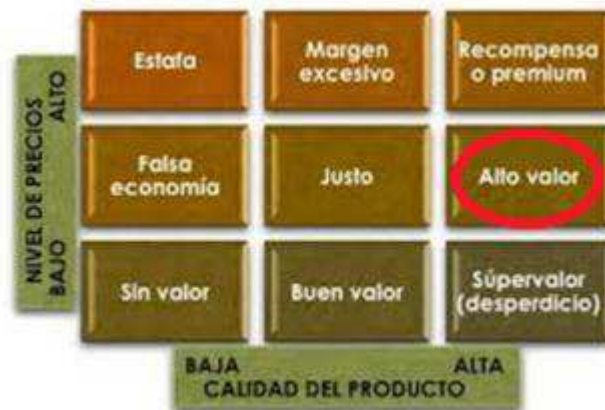 Estafa
Margen
excesivo
Recompensa
o premium
Falsa
economía
Justo
Alto valor
Sin valor
Buen valor
Súpervalor
(desperdicio)
NIVEL DE PRECIOS
BAJO
ALTO
BAJA
ALTA
CALIDAD DEL PRODUCTO